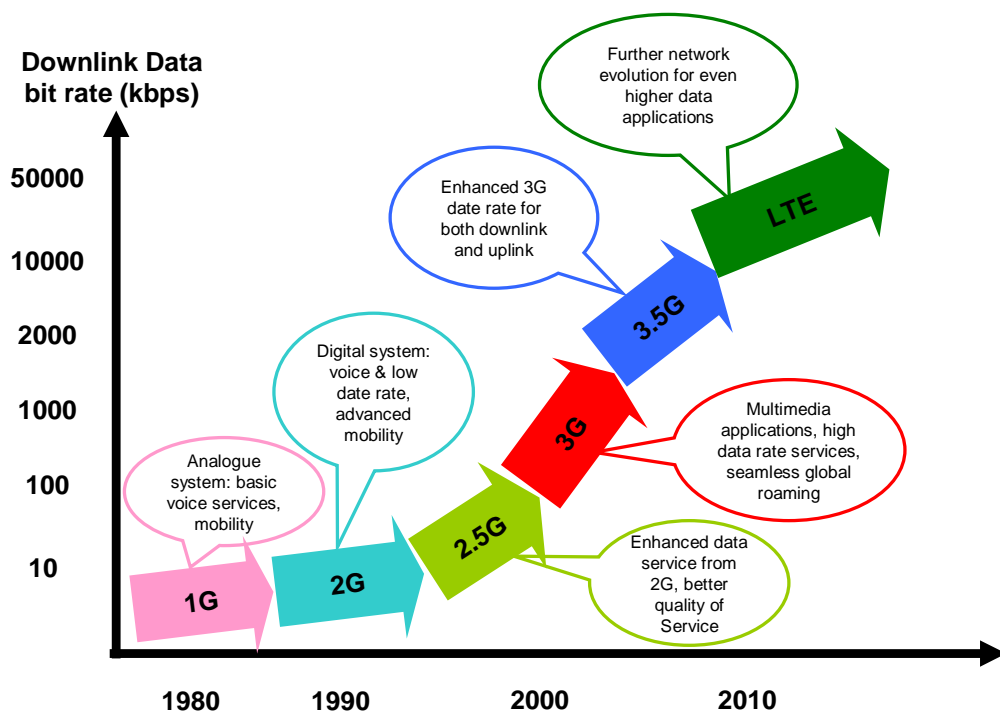 Downlink Data
bit rate (kbps)
50000
10000
2000
1000
100
10
Further network
evolution for even
higher data
applications
LTE
Enhanced 3G
date rate for
both downlink
and uplink
3.5G
Digital system:
voice & low
date rate,
advanced
mobility
3G
Multimedia
applications, high
data rate services,
seamless global
roaming
Analogue
system: basic
voice services,
mobility
2.5G
Enhanced data
service from
2G, better
quality of
Service
1G
2G
1980
1990
2000
2010